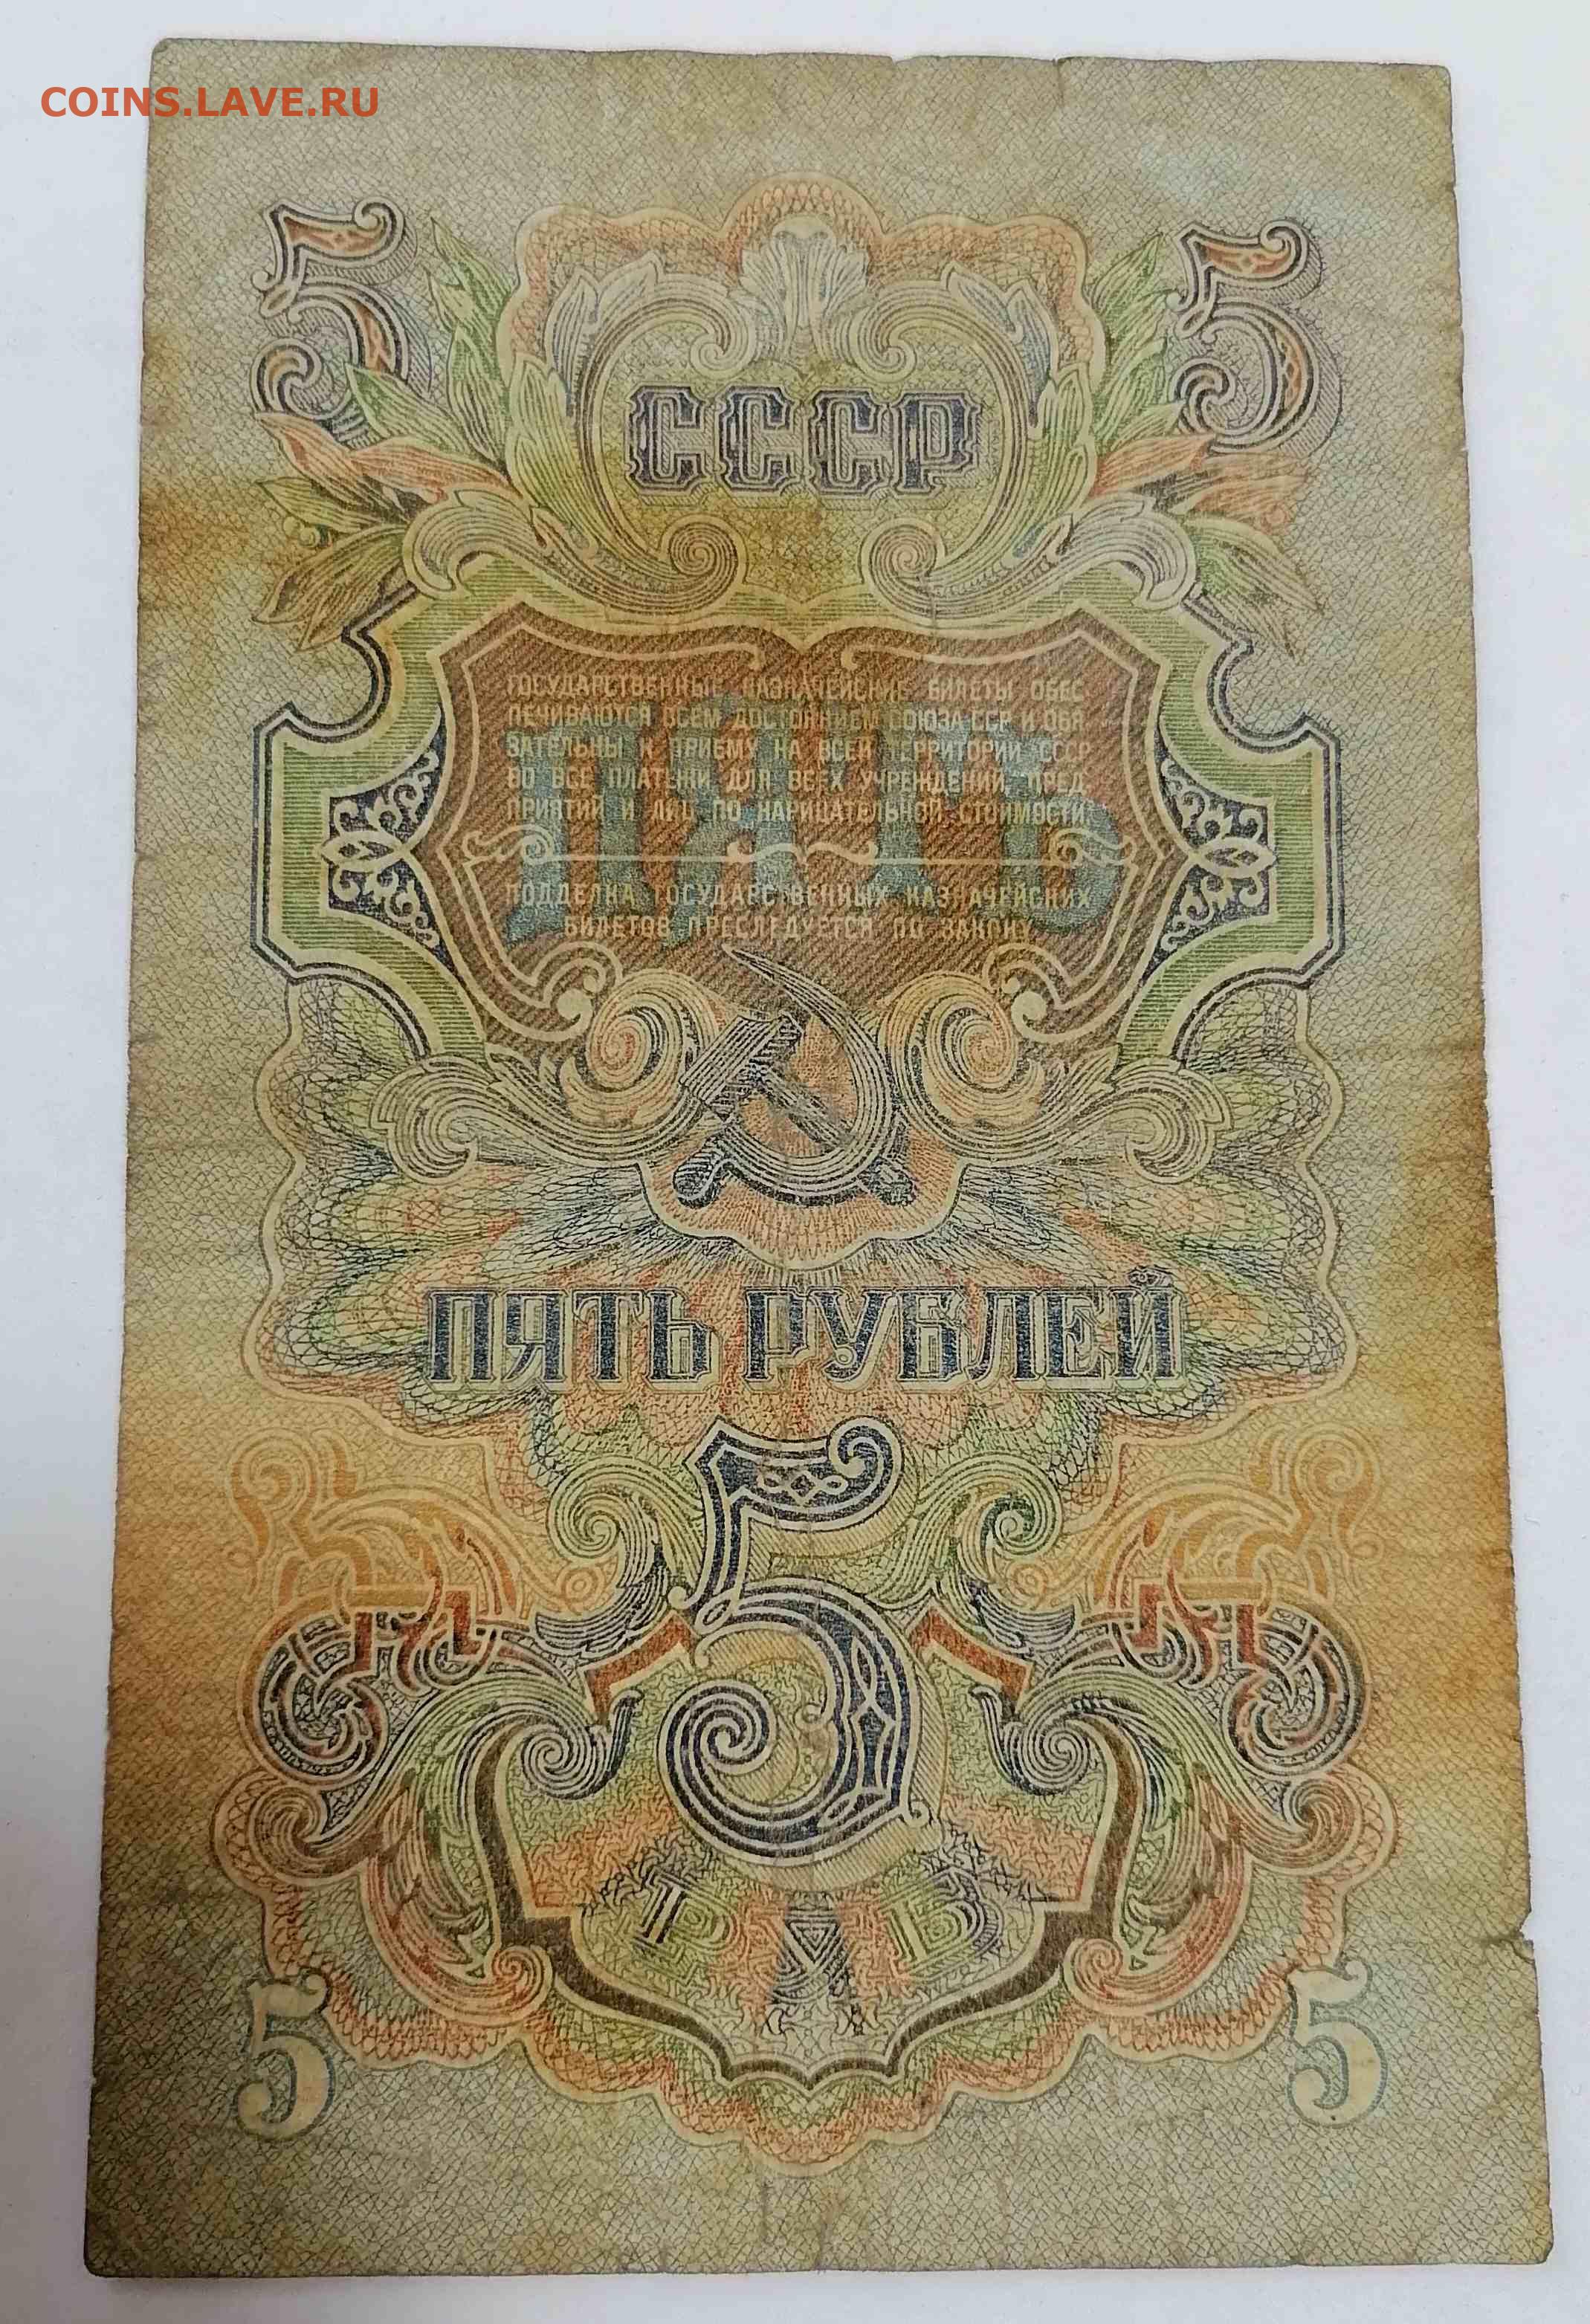 COINS.LAVE.RU
5 5
СССР
ГОСУДАРСТВЕННЫЕ КАЗНАЧЕЙСКИЕ БИЛЕТЫ ОБЕС
ПЕЧИВАЮТСЯ ВСЕМ ДОСТОЯНИЕМ СОЮЗА ССР И ОБЯ
ЗАТЕЛЬНЫ К ПРИЕМУ НА ВСЕЙ ТЕРРИТОРИИ СССР
ВО ВСЕ ПЛАТЕЖИ ДЛЯ ВСЕХ УЧРЕЖДЕНИЙ, ПРЕД
ПРИЯТИЙ И ЛИЦ ПО НАРИЦАТЕЛЬНОЙ СТОИМОСТИ
ПЯТЬ
ПОДДЕЛКА ГОСУДАРСТВЕННЫХ КАЗНАЧЕЙСКИХ
БИЛЕТОВ ПРЕСЛЕДУЕТСЯ ПО ЗАКОНУ
ПЯТЬ РУБЛЕЙ
5
РУБ
5 5